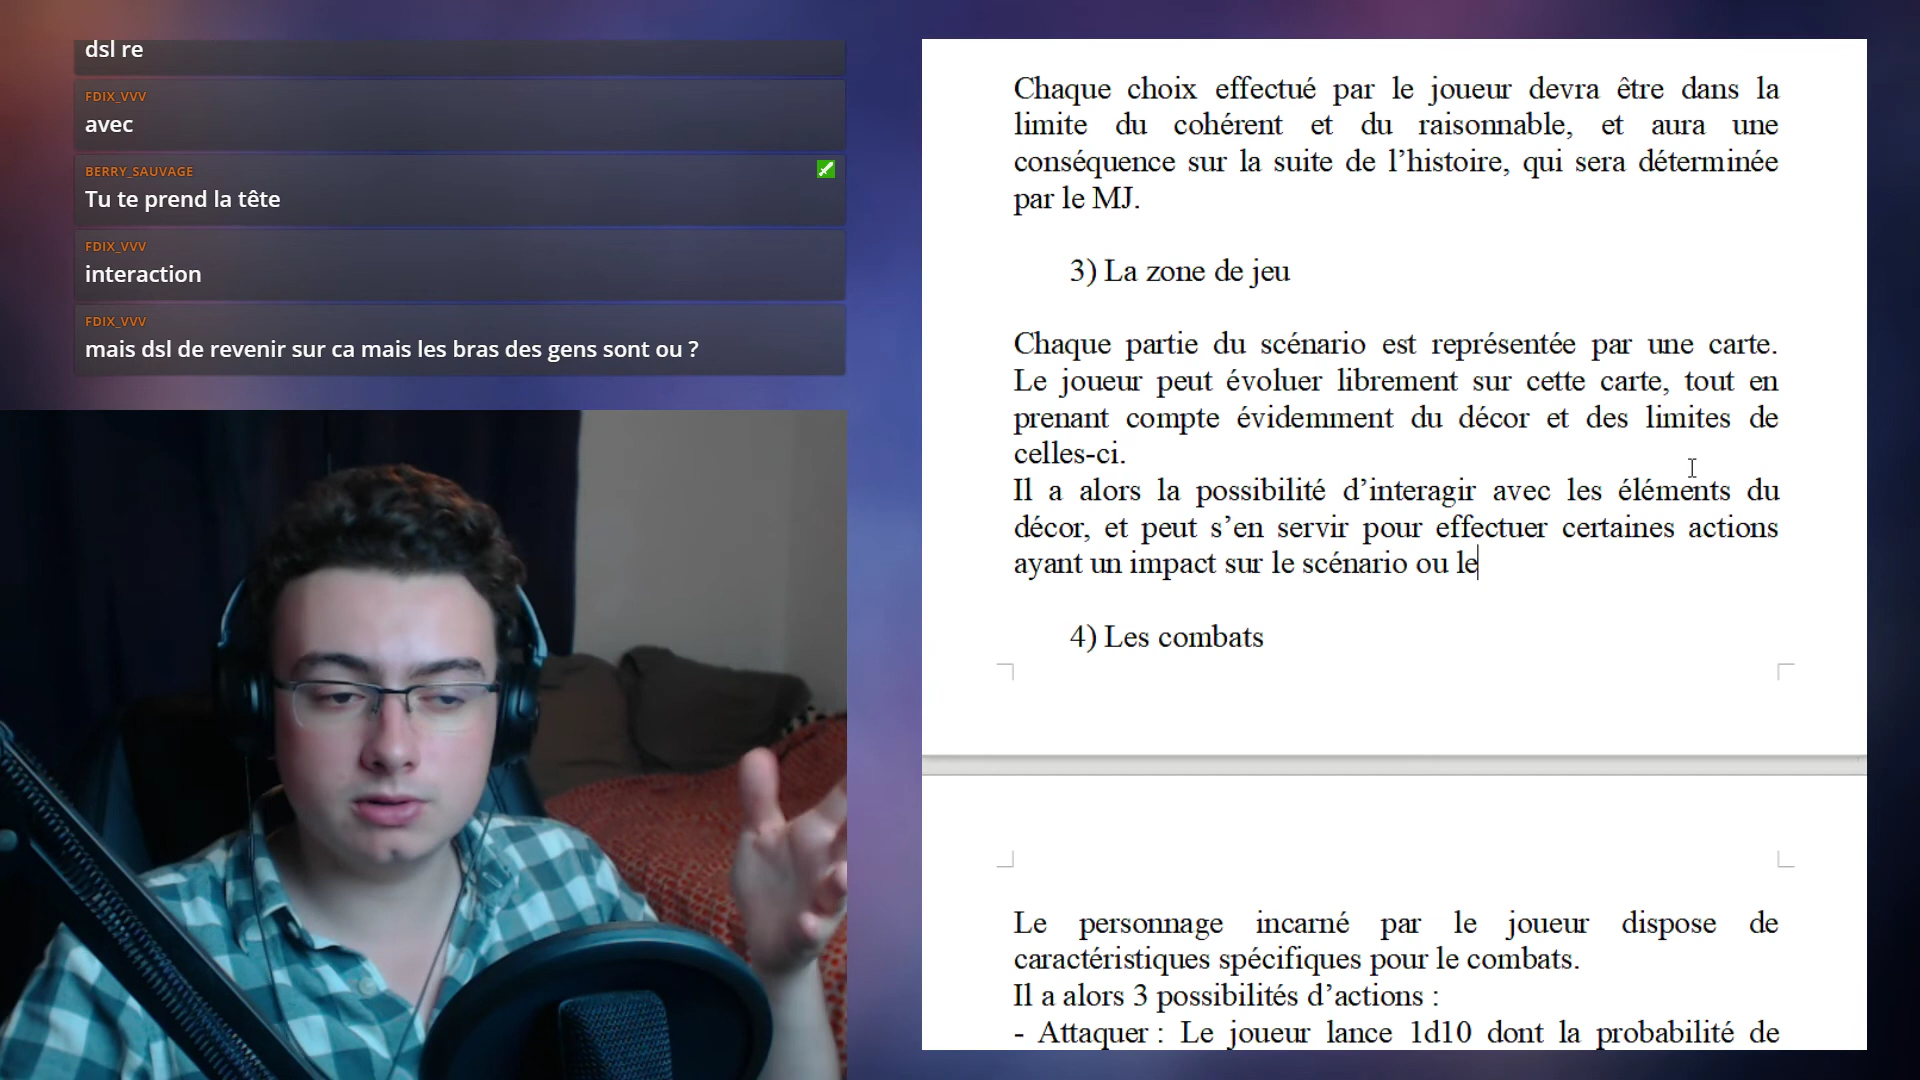 dsl re
FDIX_VVV
avec
BERRY_SAUVAGE
Tu te prend la tête
FDIX_VVV
interaction
FDIX_VVV
mais dsl de revenir sur ca mais les bras des gens sont ou ?
Chaque choix effectué par le joueur devra être dans la
limite du cohérent et du raisonnable, et aura une
conséquence sur la suite de l’histoire, qui sera déterminée
par le MJ.
3) La zone de jeu
Chaque partie du scénario est représentée par une carte.
Le joueur peut évoluer librement sur cette carte, tout en
prenant compte évidemment du décor et des limites de
celles-ci.
Il a alors la possibilité d’interagir avec les éléments du
décor, et peut s’en servir pour effectuer certaines actions
ayant un impact sur le scénario ou le
4) Les combats
Le personnage incarné par le joueur dispose de
caractéristiques spécifiques pour le combats.
Il a alors 3 possibilités d’actions :
- Attaquer : Le joueur lance 1d10 dont la probabilité de